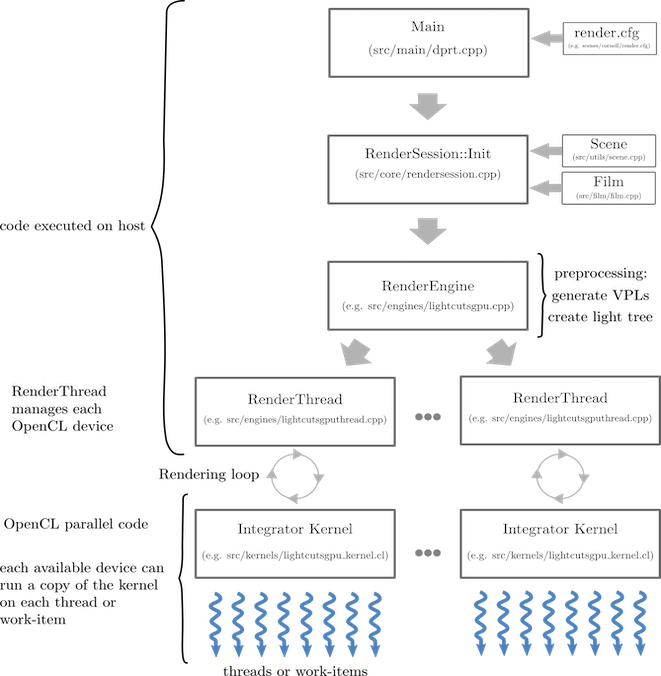 Main
(src/main/dprt.cpp)
render.cfg
(e.g. scenes/cornell/render.cfg)
RenderSession::Init
(src/core/rendersession.cpp)
Scene
(src/utils/scene.cpp)
Film
(src/film/film.cpp)
code executed on host
RenderEngine
(e.g. src/engines/lightcutsgpu.cpp)
preprocessing:
generate VPLs
create light tree
RenderThread
manages each
OpenCL device
RenderThread
(e.g. src/engines/lightcutsgputhread.cpp)
RenderThread
(e.g. src/engines/lightcutsgputhread.cpp)
Rendering loop
OpenCL parallel code
each available device can
run a copy of the kernel
on each thread or
work-item
Integrator Kernel
(e.g. src/kernels/lightcutsgpu_kernel.cl)
Integrator Kernel
(e.g. src/kernels/lightcutsgpu_kernel.cl)
threads or work-items